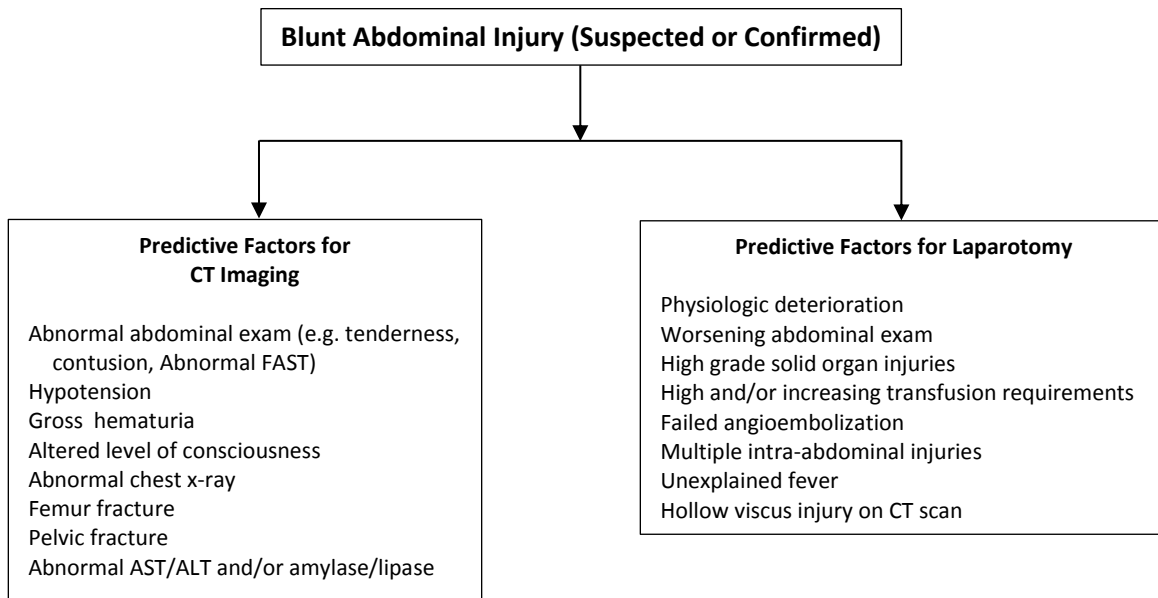 Blunt Abdominal Injury (Suspected or Confirmed)
Predictive Factors for
CT Imaging
Abnormal abdominal exam (e.g. tenderness,
contusion, Abnormal FAST)
Hypotension
Gross hematuria
Altered level of consciousness
Abnormal chest x-ray
Femur fracture
Pelvic fracture
Abnormal AST/ALT and/or amylase/lipase
Predictive Factors for Laparotomy
Physiologic deterioration
Worsening abdominal exam
High grade solid organ injuries
High and/or increasing transfusion requirements
Failed angioembolization
Multiple intra-abdominal injuries
Unexplained fever
Hollow viscus injury on CT scan